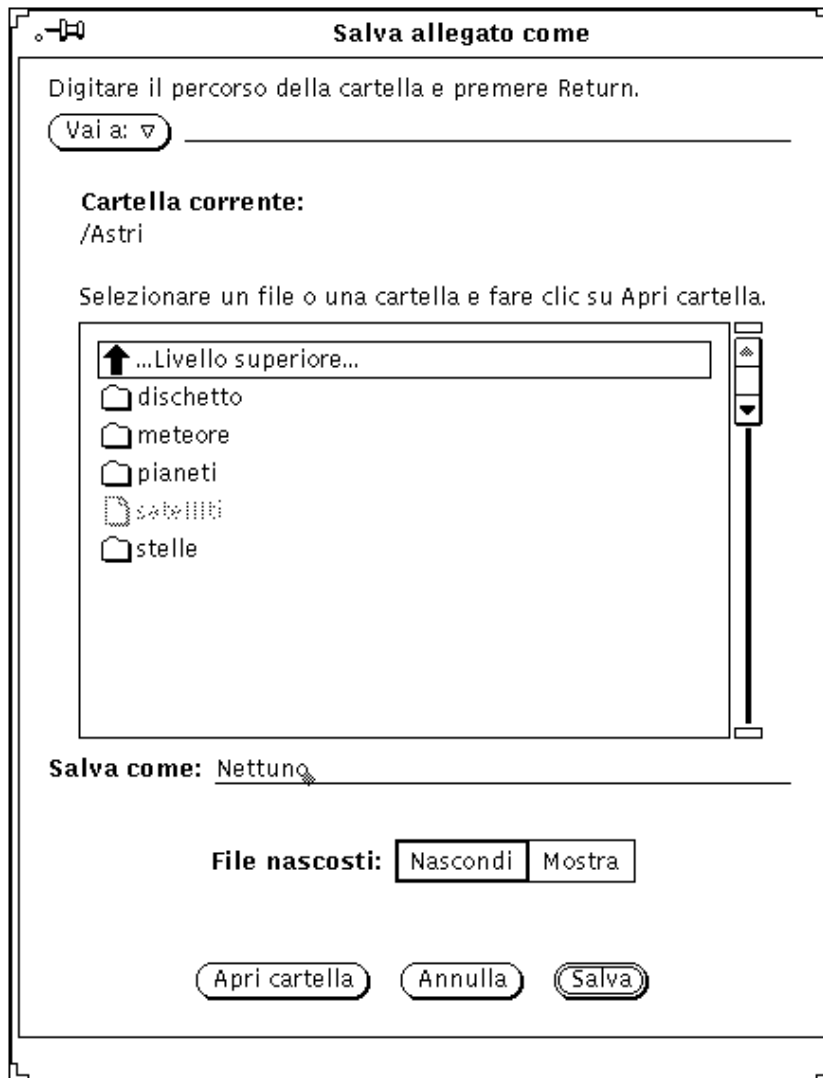 Salva allegato come
Digitare il percorso della cartella e premere Return.
Vai a:
Cartella corrente:
/Astri
Selezionare un file o una cartella e fare clic su Apri cartella.
...Livello superiore...
dischetto
meteore
pianeti
satelliti
stelle
Salva come: Nettuno
File nascosti: Nascondi Mostra
Apri cartella Annulla Salva